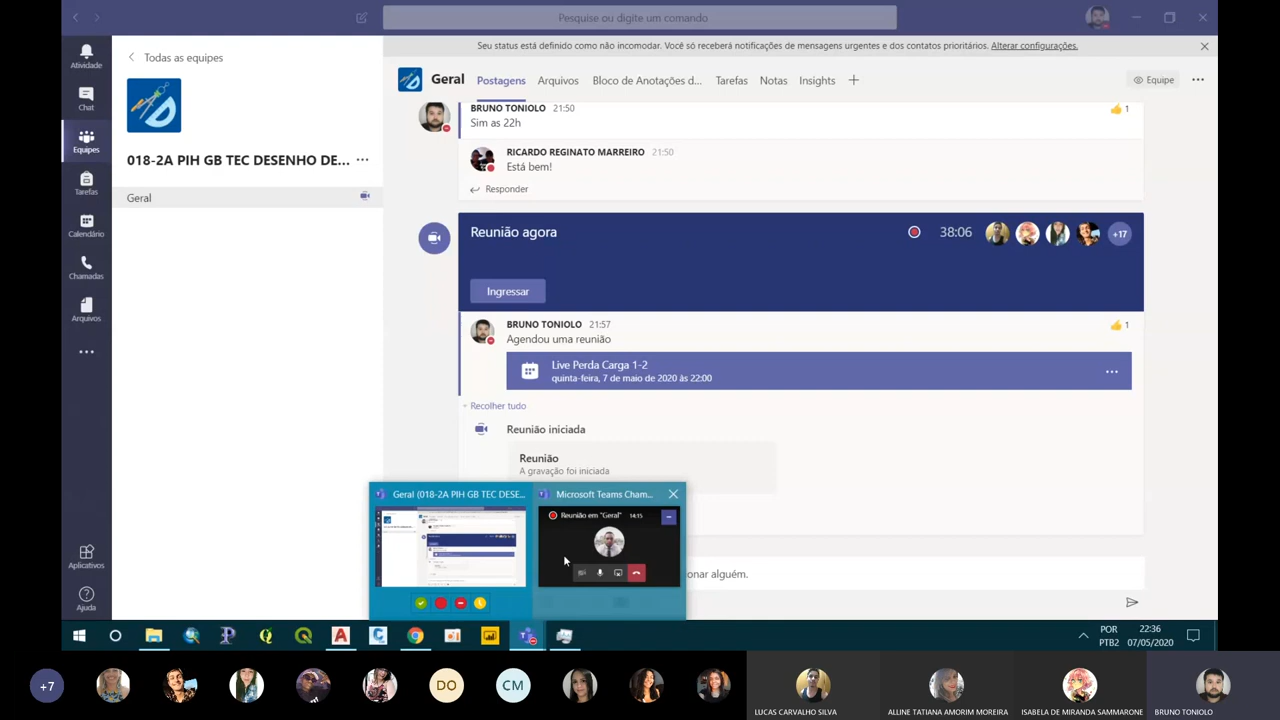 Pesquise ou digite um comando
Seu status está definido como não incomodar. Você só receberá notificações de mensagens urgentes e dos contatos prioritários. Alterar configurações.
Atividade
Chat
Equipes
Tarefas
Calendário
Chamadas
Arquivos
Aplicativos
Ajuda
Todas as equipes
018-2A PIH GB TEC DESENHO DE...
Geral
Geral Postagens Arquivos Bloco de Anotações d... Tarefas Notas Insights
Equipe
BRUNO TONIOLO 21:50
1
Sim as 22h
RICARDO REGINATO MARREIRO 21:50
Está bem!
Responder
Reunião agora
38:06
+17
Ingressar
BRUNO TONIOLO 21:57
1
Agendou uma reunião
Live Perda Carga 1-2
quinta-feira, 7 de maio de 2020 às 22:00
Recolher tudo
Reunião iniciada
Reunião
A gravação foi iniciada
Geral (018-2A PIH GB TEC DESE...
Microsoft Teams Cham...
Reunião em "Geral" 14:15
onar alguém.
POR
PTB2
22:36
07/05/2020
+7
DO
CM
LUCAS CARVALHO SILVA
ALLINE TATIANA AMORIM MOREIRA
ISABELA DE MIRANDA SAMMARONE
BRUNO TONIOLO